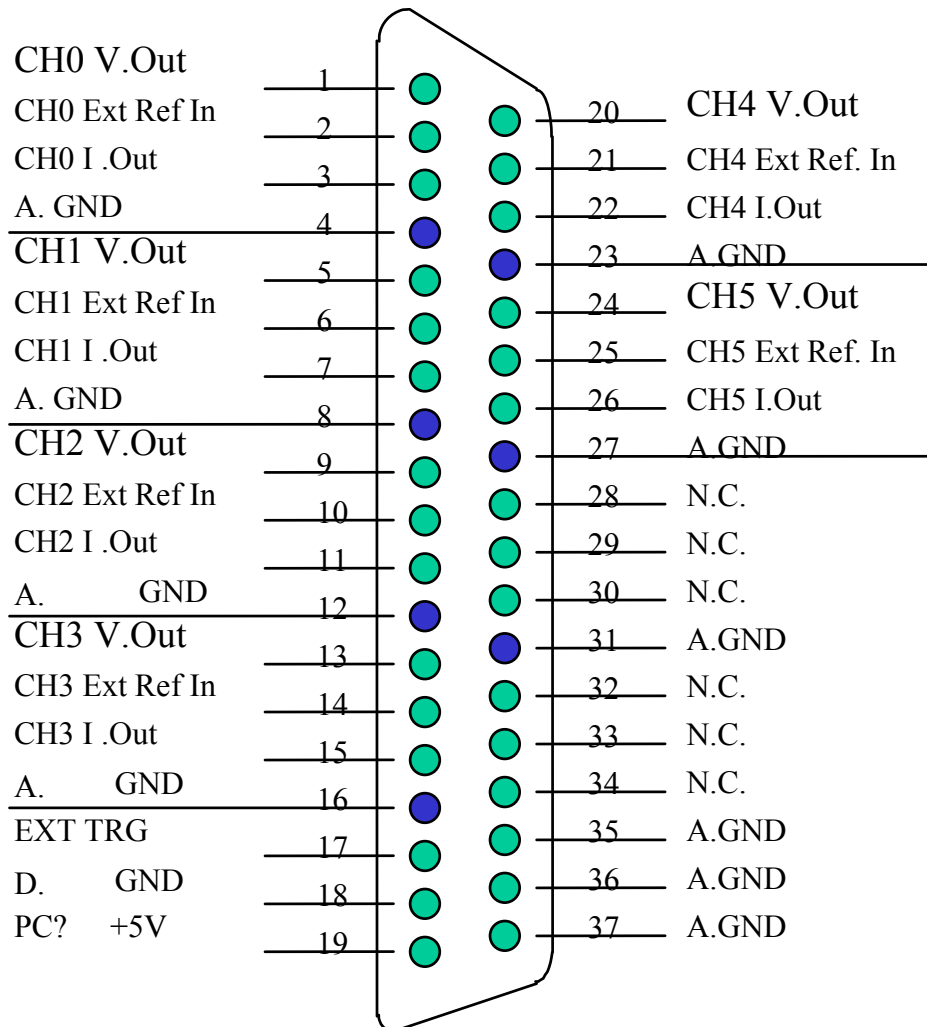 CH0 V.Out 1
CH0 Ext Ref In 2
CH0 I .Out 3
A. GND 4
CH1 V.Out 5
CH1 Ext Ref In 6
CH1 I .Out 7
A. GND 8
CH2 V.Out 9
CH2 Ext Ref In 10
CH2 I .Out 11
A. GND 12
CH3 V.Out 13
CH3 Ext Ref In 14
CH3 I .Out 15
A. GND 16
EXT TRG 17
D. GND 18
PC? +5V 19
20 CH4 V.Out
21 CH4 Ext Ref. In
22 CH4 I.Out
23 A.GND
24 CH5 V.Out
25 CH5 Ext Ref. In
26 CH5 I.Out
27 A.GND
28 N.C.
29 N.C.
30 N.C.
31 A.GND
32 N.C.
33 N.C.
34 N.C.
35 A.GND
36 A.GND
37 A.GND